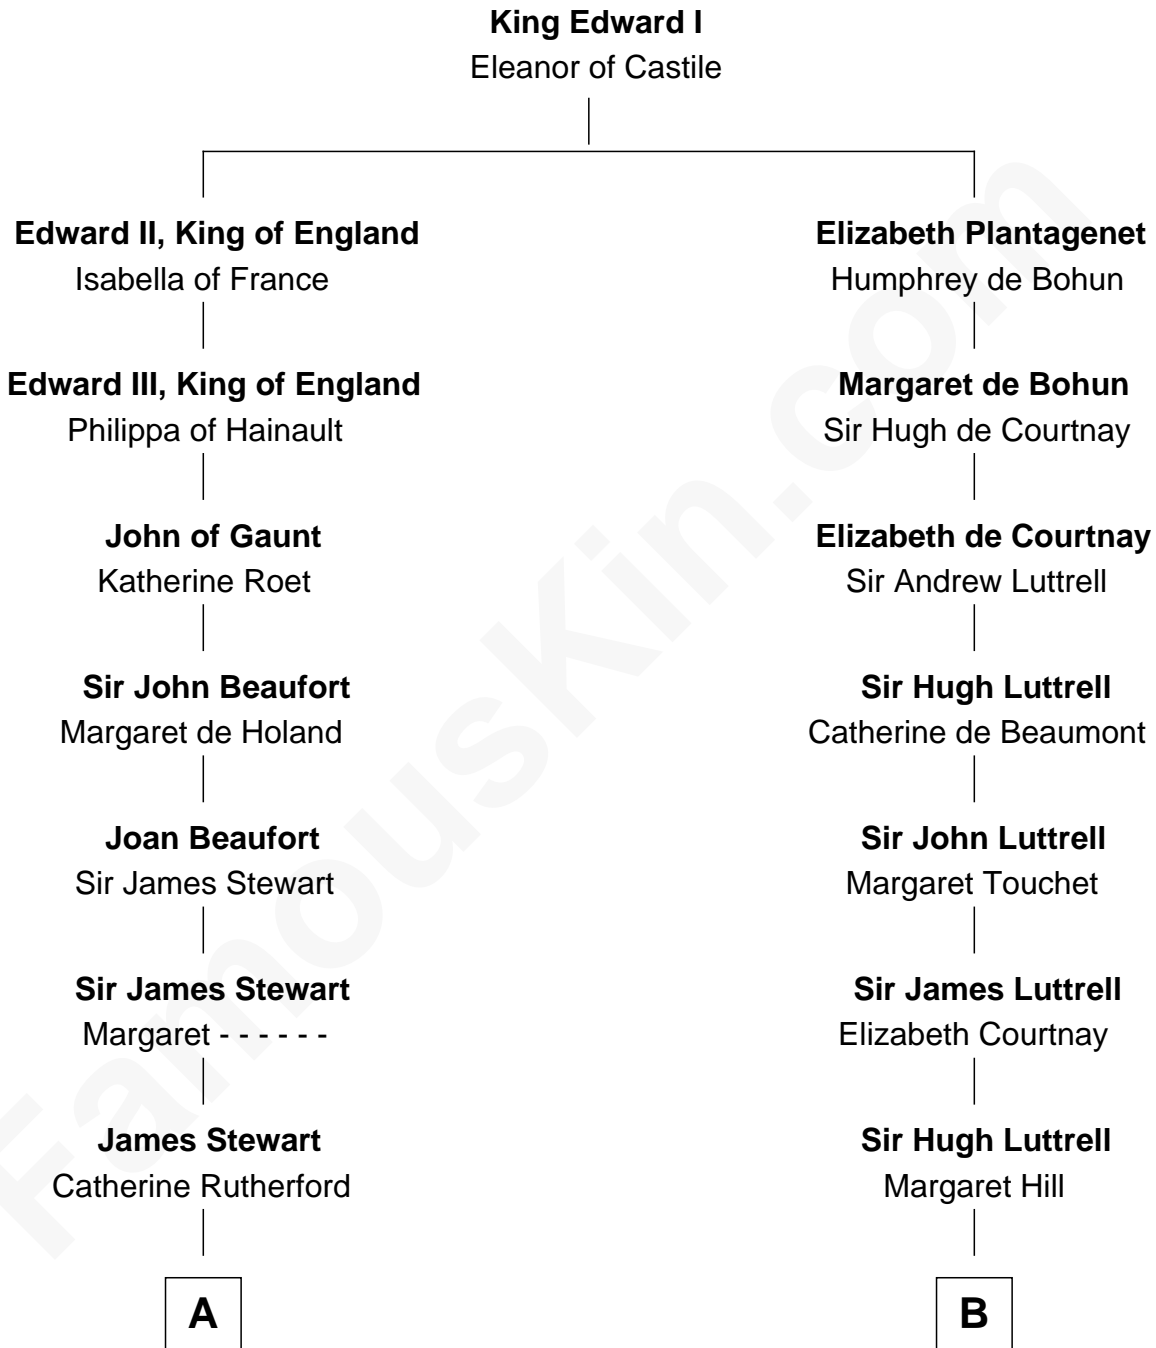 King Edward I
Eleanor of Castile
Edward II, King of England
Isabella of France
Edward III, King of England
Philippa of Hainault
John of Gaunt
Katherine Roet
Sir John Beaufort
Margaret de Holand
Joan Beaufort
Sir James Stewart
Sir James Stewart
Margaret - - - - - -
James Stewart
Catherine Rutherford
A
Elizabeth Plantagenet
Humphrey de Bohun
Margaret de Bohun
Sir Hugh de Courtnay
Elizabeth de Courtnay
Sir Andrew Luttrell
Sir Hugh Luttrell
Catherine de Beaumont
Sir John Luttrell
Margaret Touchet
Sir James Luttrell
Elizabeth Courtnay
Sir Hugh Luttrell
Margaret Hill
B
FamousKin.com